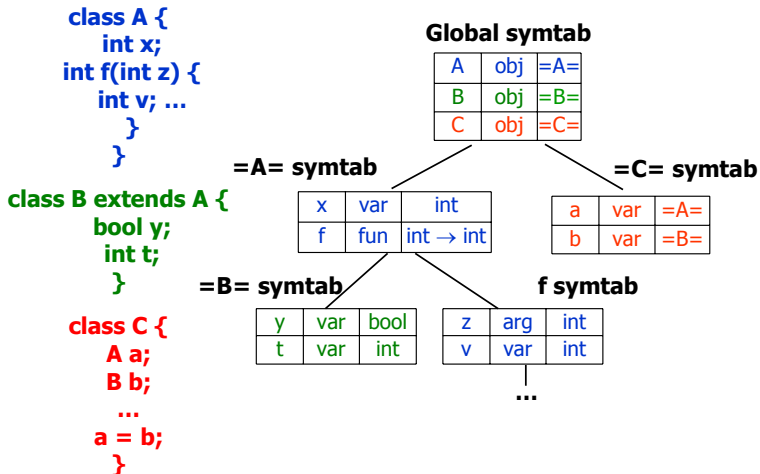 class A {
int x;
int f(int z) {
int v; ...
}
}
class B extends A {
bool y;
int t;
}
class C {
A a;
B b;
...
a = b;
}
Global symtab
A obj =A=
B obj =B=
C obj =C=
=A= symtab
x var int
f fun int → int
=C= symtab
a var =A=
b var =B=
=B= symtab
y var bool
t var int
f symtab
z arg int
v var int
...